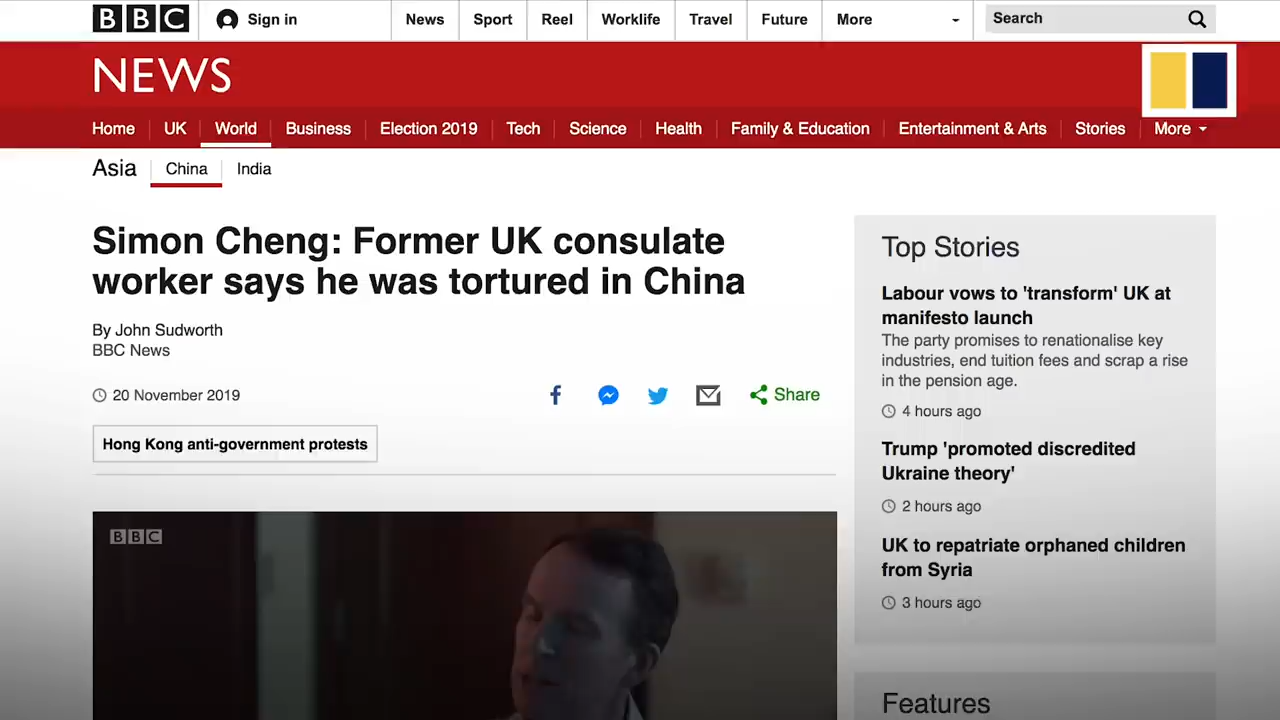 BBC
Sign in
News
Sport
Reel
Worklife
Travel
Future
More
Search
NEWS
Home
UK
World
Business
Election 2019
Tech
Science
Health
Family & Education
Entertainment & Arts
Stories
More
Asia
China
India
Simon Cheng: Former UK consulate
worker says he was tortured in China
By John Sudworth
BBC News
20 November 2019
Share
Hong Kong anti-government protests
BBC
Top Stories
Labour vows to 'transform' UK at
manifesto launch
The party promises to renationalise key
industries, end tuition fees and scrap a rise
in the pension age.
4 hours ago
Trump 'promoted discredited
Ukraine theory'
2 hours ago
UK to repatriate orphaned children
from Syria
3 hours ago
Features